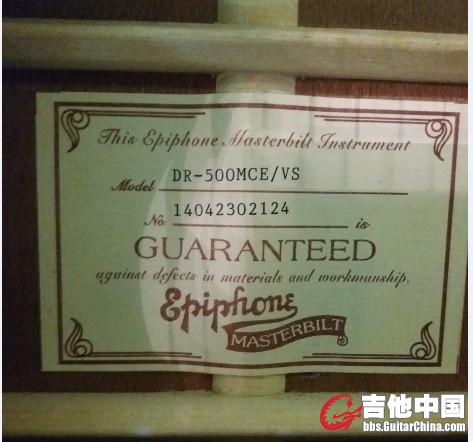 This Epiphone Masterbilt Instrument
Model DR-500MCE/VS
No. 14042302124 is
GUARANTEED
against defects in materials and workmanship.
Epiphone
MASTERBILT
吉他中国
bbs.GuitarChina.com